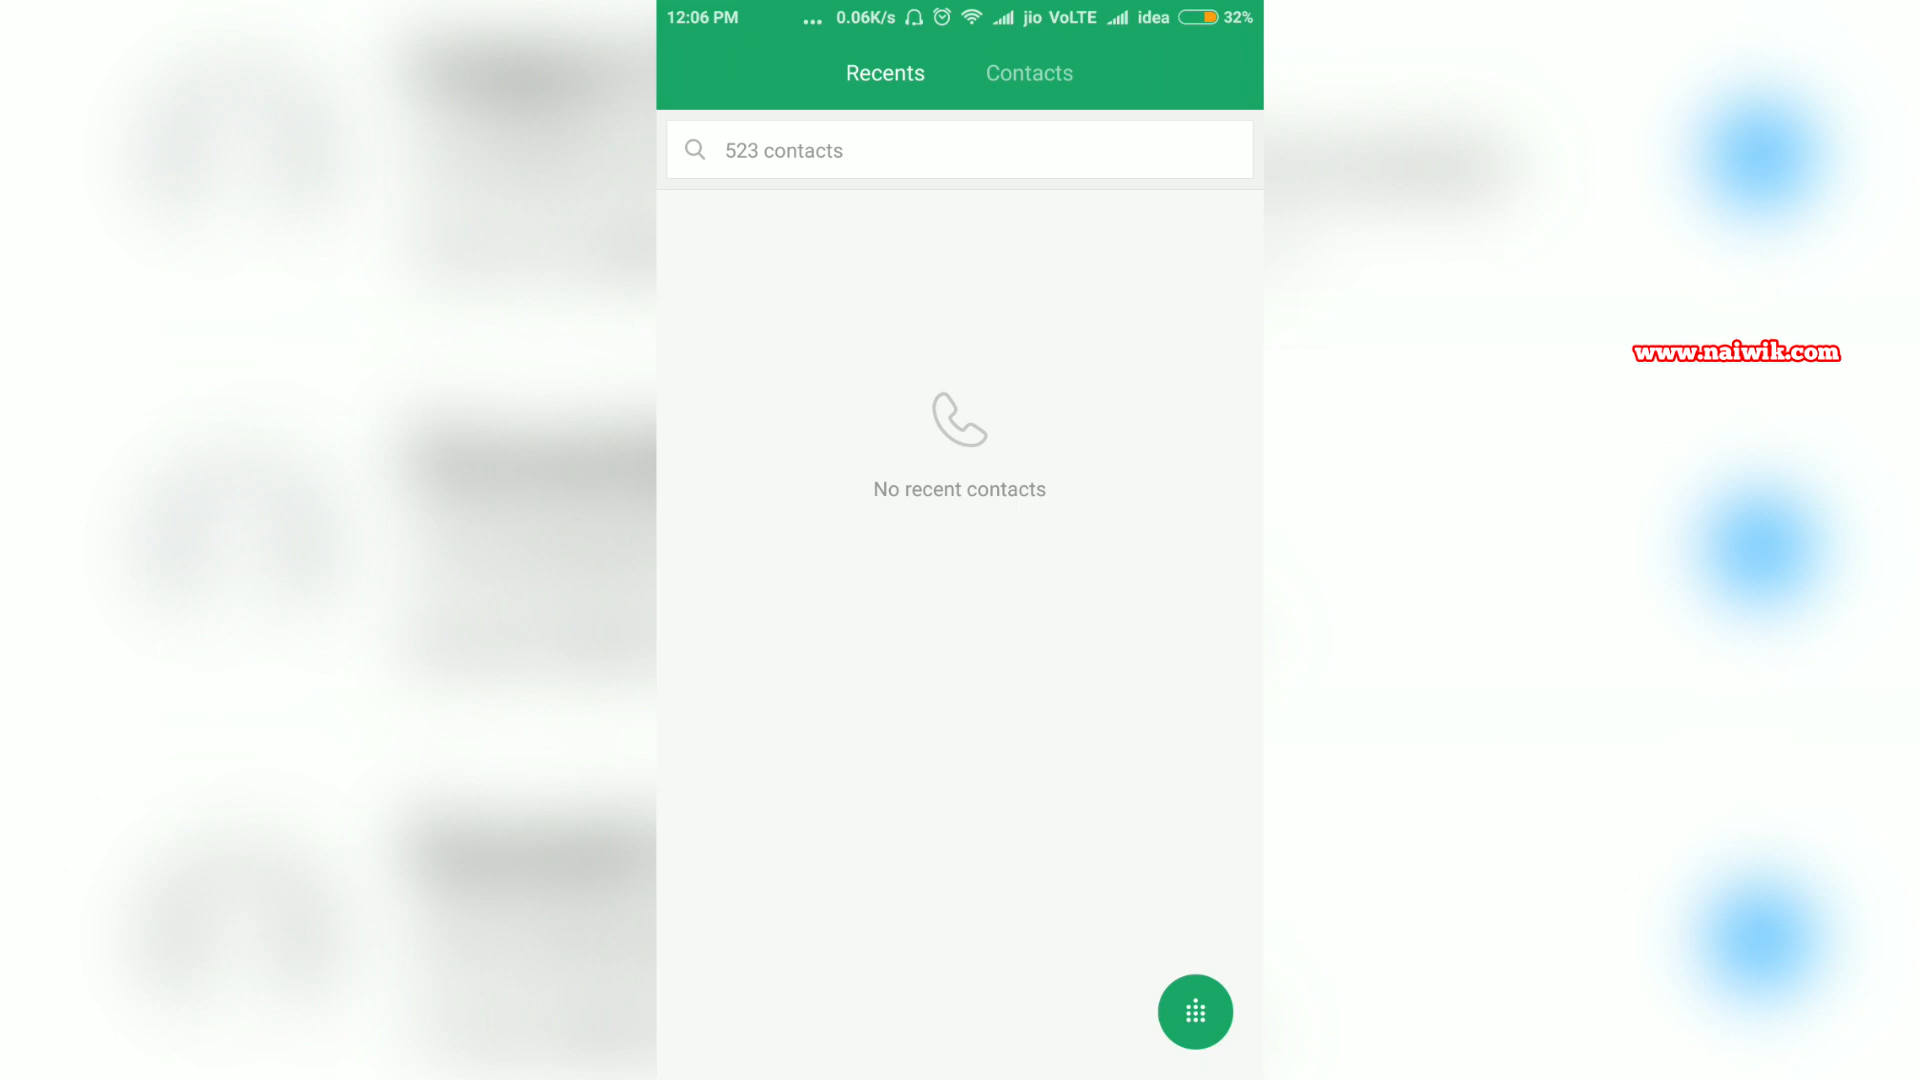 12:06 PM ... 0.06K/s jio VoLTE idea 32%
Recents Contacts
523 contacts
www.naiwik.com
No recent contacts